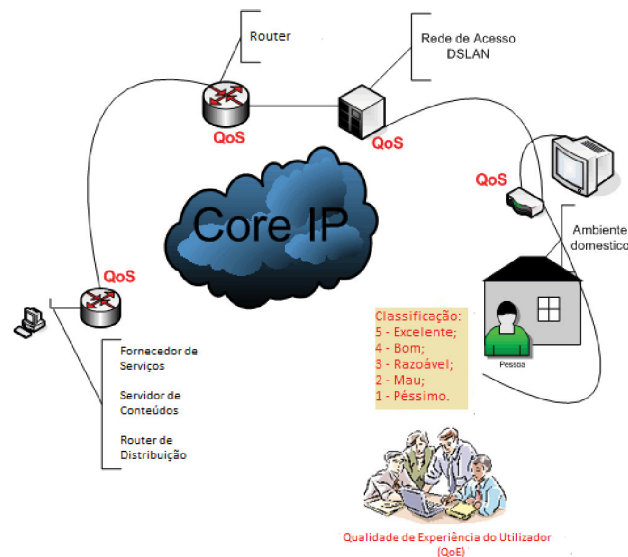 Router
Rede de Acesso
DSLAN
QoS
QoS
QoS
Core IP
Ambiente
domestico
QoS
Classificação:
5 - Excelente;
4 - Bom;
3 - Razoável;
2 - Mau;
1 - Péssimo.
Pessoa
Fornecedor de
Serviços
Servidor de
Conteúdos
Router de
Distribuição
Qualidade de Experiência do Utilizador
(QoE)